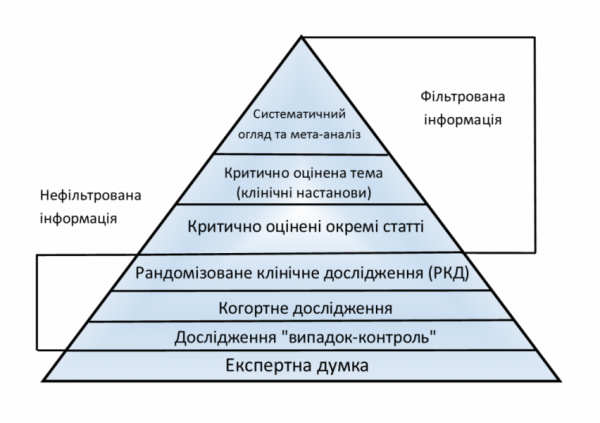 Систематичний
огляд та мета-аналіз
Фільтрована
інформація
Критично оцінена тема
(клінічні настанови)
Нефільтрована
інформація
Критично оцінені окремі статті
Рандомізоване клінічне дослідження (РКД)
Когортне дослідження
Дослідження "випадок-контроль"
Експертна думка